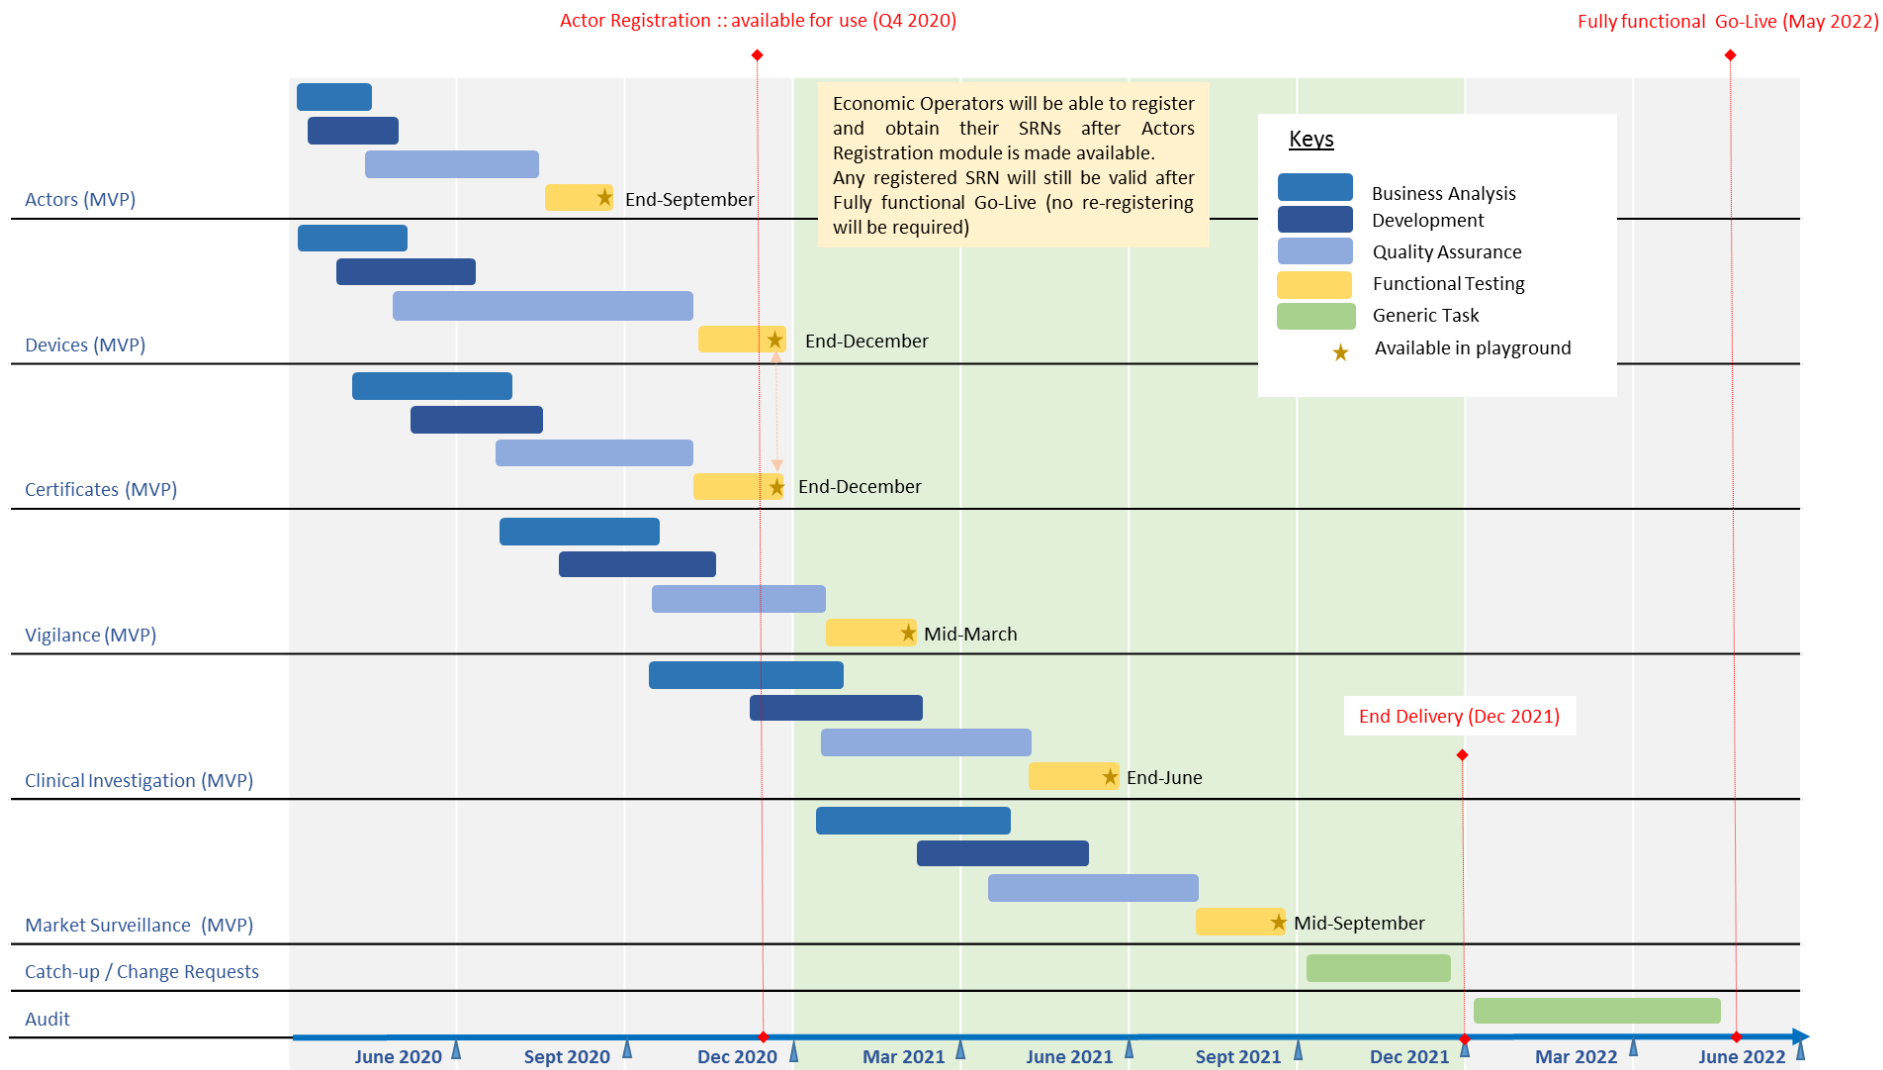 Actor Registration :: available for use (Q4 2020)
Fully functional Go-Live (May 2022)
Economic Operators will be able to register
and obtain their SRNs after Actors
Registration module is made available.
Any registered SRN will still be valid after
Fully functional Go-Live (no re-registering
will be required)
Keys
Business Analysis
Development
Quality Assurance
Functional Testing
Generic Task
Available in playground
Actors (MVP)
End-September
Devices (MVP)
End-December
Certificates (MVP)
End-December
Vigilance (MVP)
Mid-March
End Delivery (Dec 2021)
Clinical Investigation (MVP)
End-June
Market Surveillance (MVP)
Mid-September
Catch-up / Change Requests
Audit
June 2020
Sept 2020
Dec 2020
Mar 2021
June 2021
Sept 2021
Dec 2021
Mar 2022
June 2022